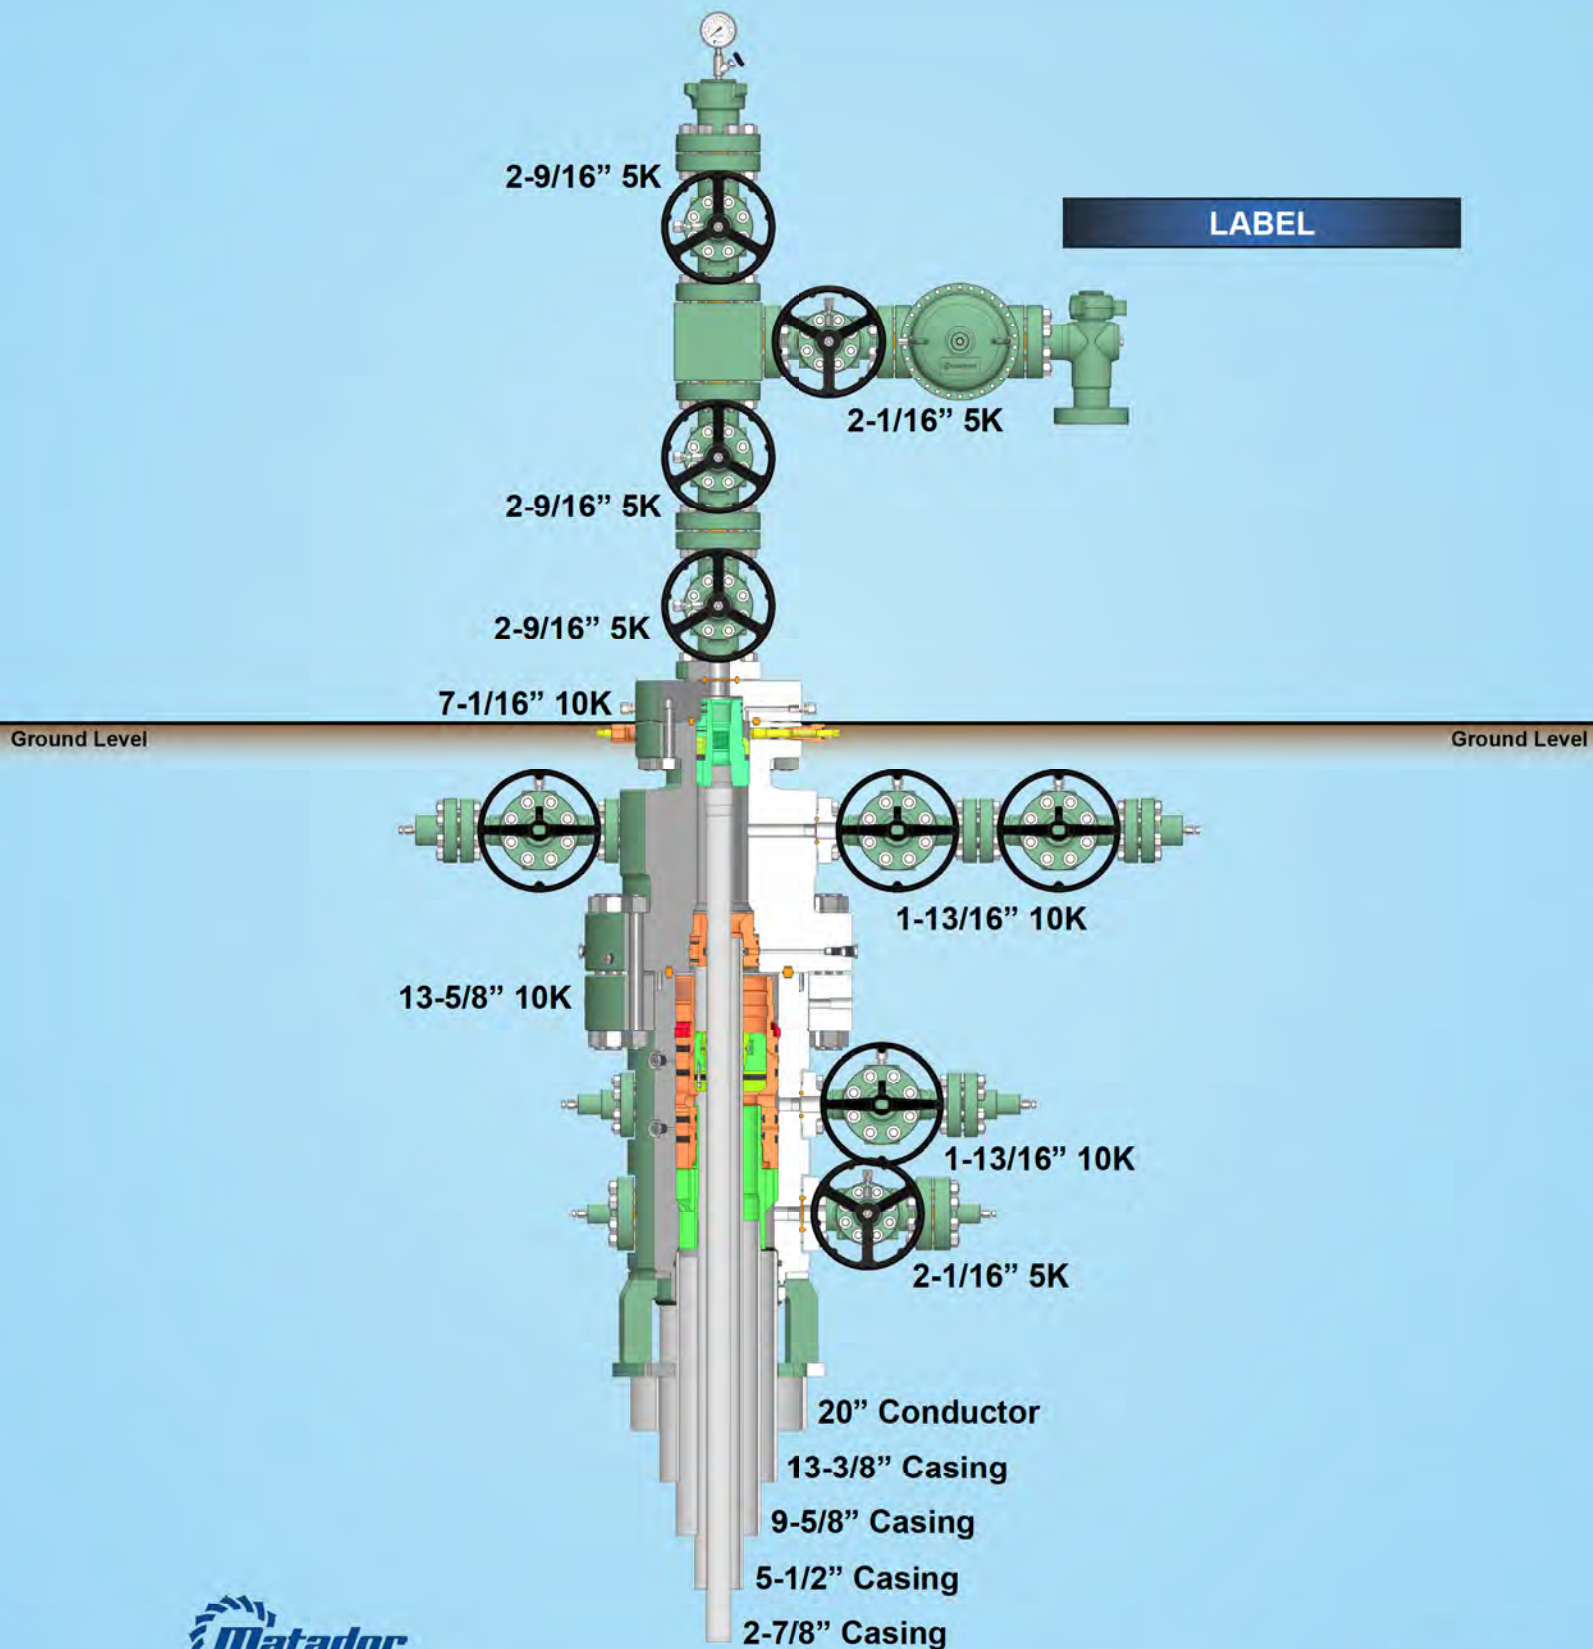 2-9/16” 5K
LABEL
2-1/16” 5K
2-9/16” 5K
2-9/16” 5K
7-1/16” 10K
Ground Level
Ground Level
1-13/16” 10K
13-5/8” 10K
1-13/16” 10K
2-1/16” 5K
20” Conductor
13-3/8” Casing
9-5/8” Casing
5-1/2” Casing
2-7/8” Casing
Matador